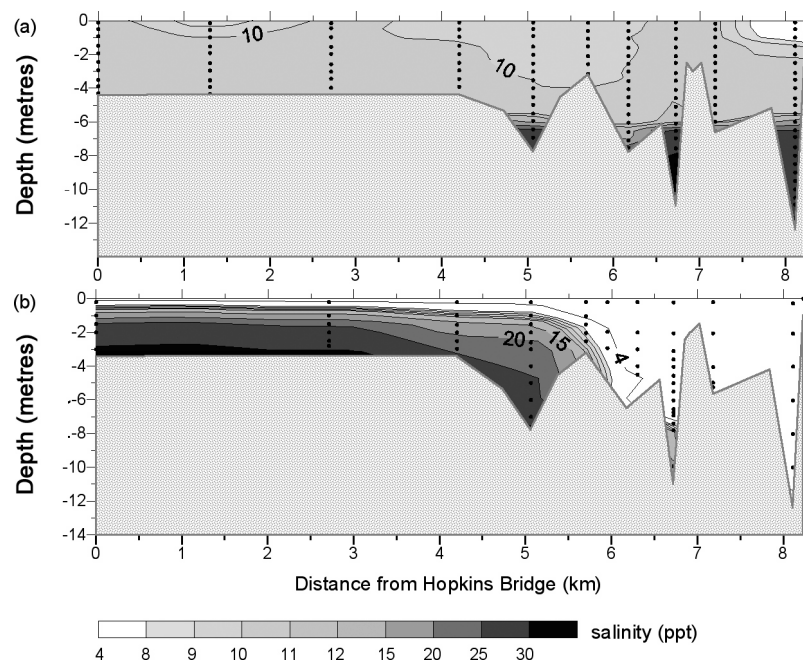 (a)
10
10
Depth (metres)
0
-2
-4
-6
-8
-10
-12
0 1 2 3 4 5 6 7 8
(b)
20
15
4
Depth (metres)
0
-2
-4
-6
-8
-10
-12
-14
0 1 2 3 4 5 6 7 8
Distance from Hopkins Bridge (km)
salinity (ppt)
4 8 9 10 11 12 15 20 25 30